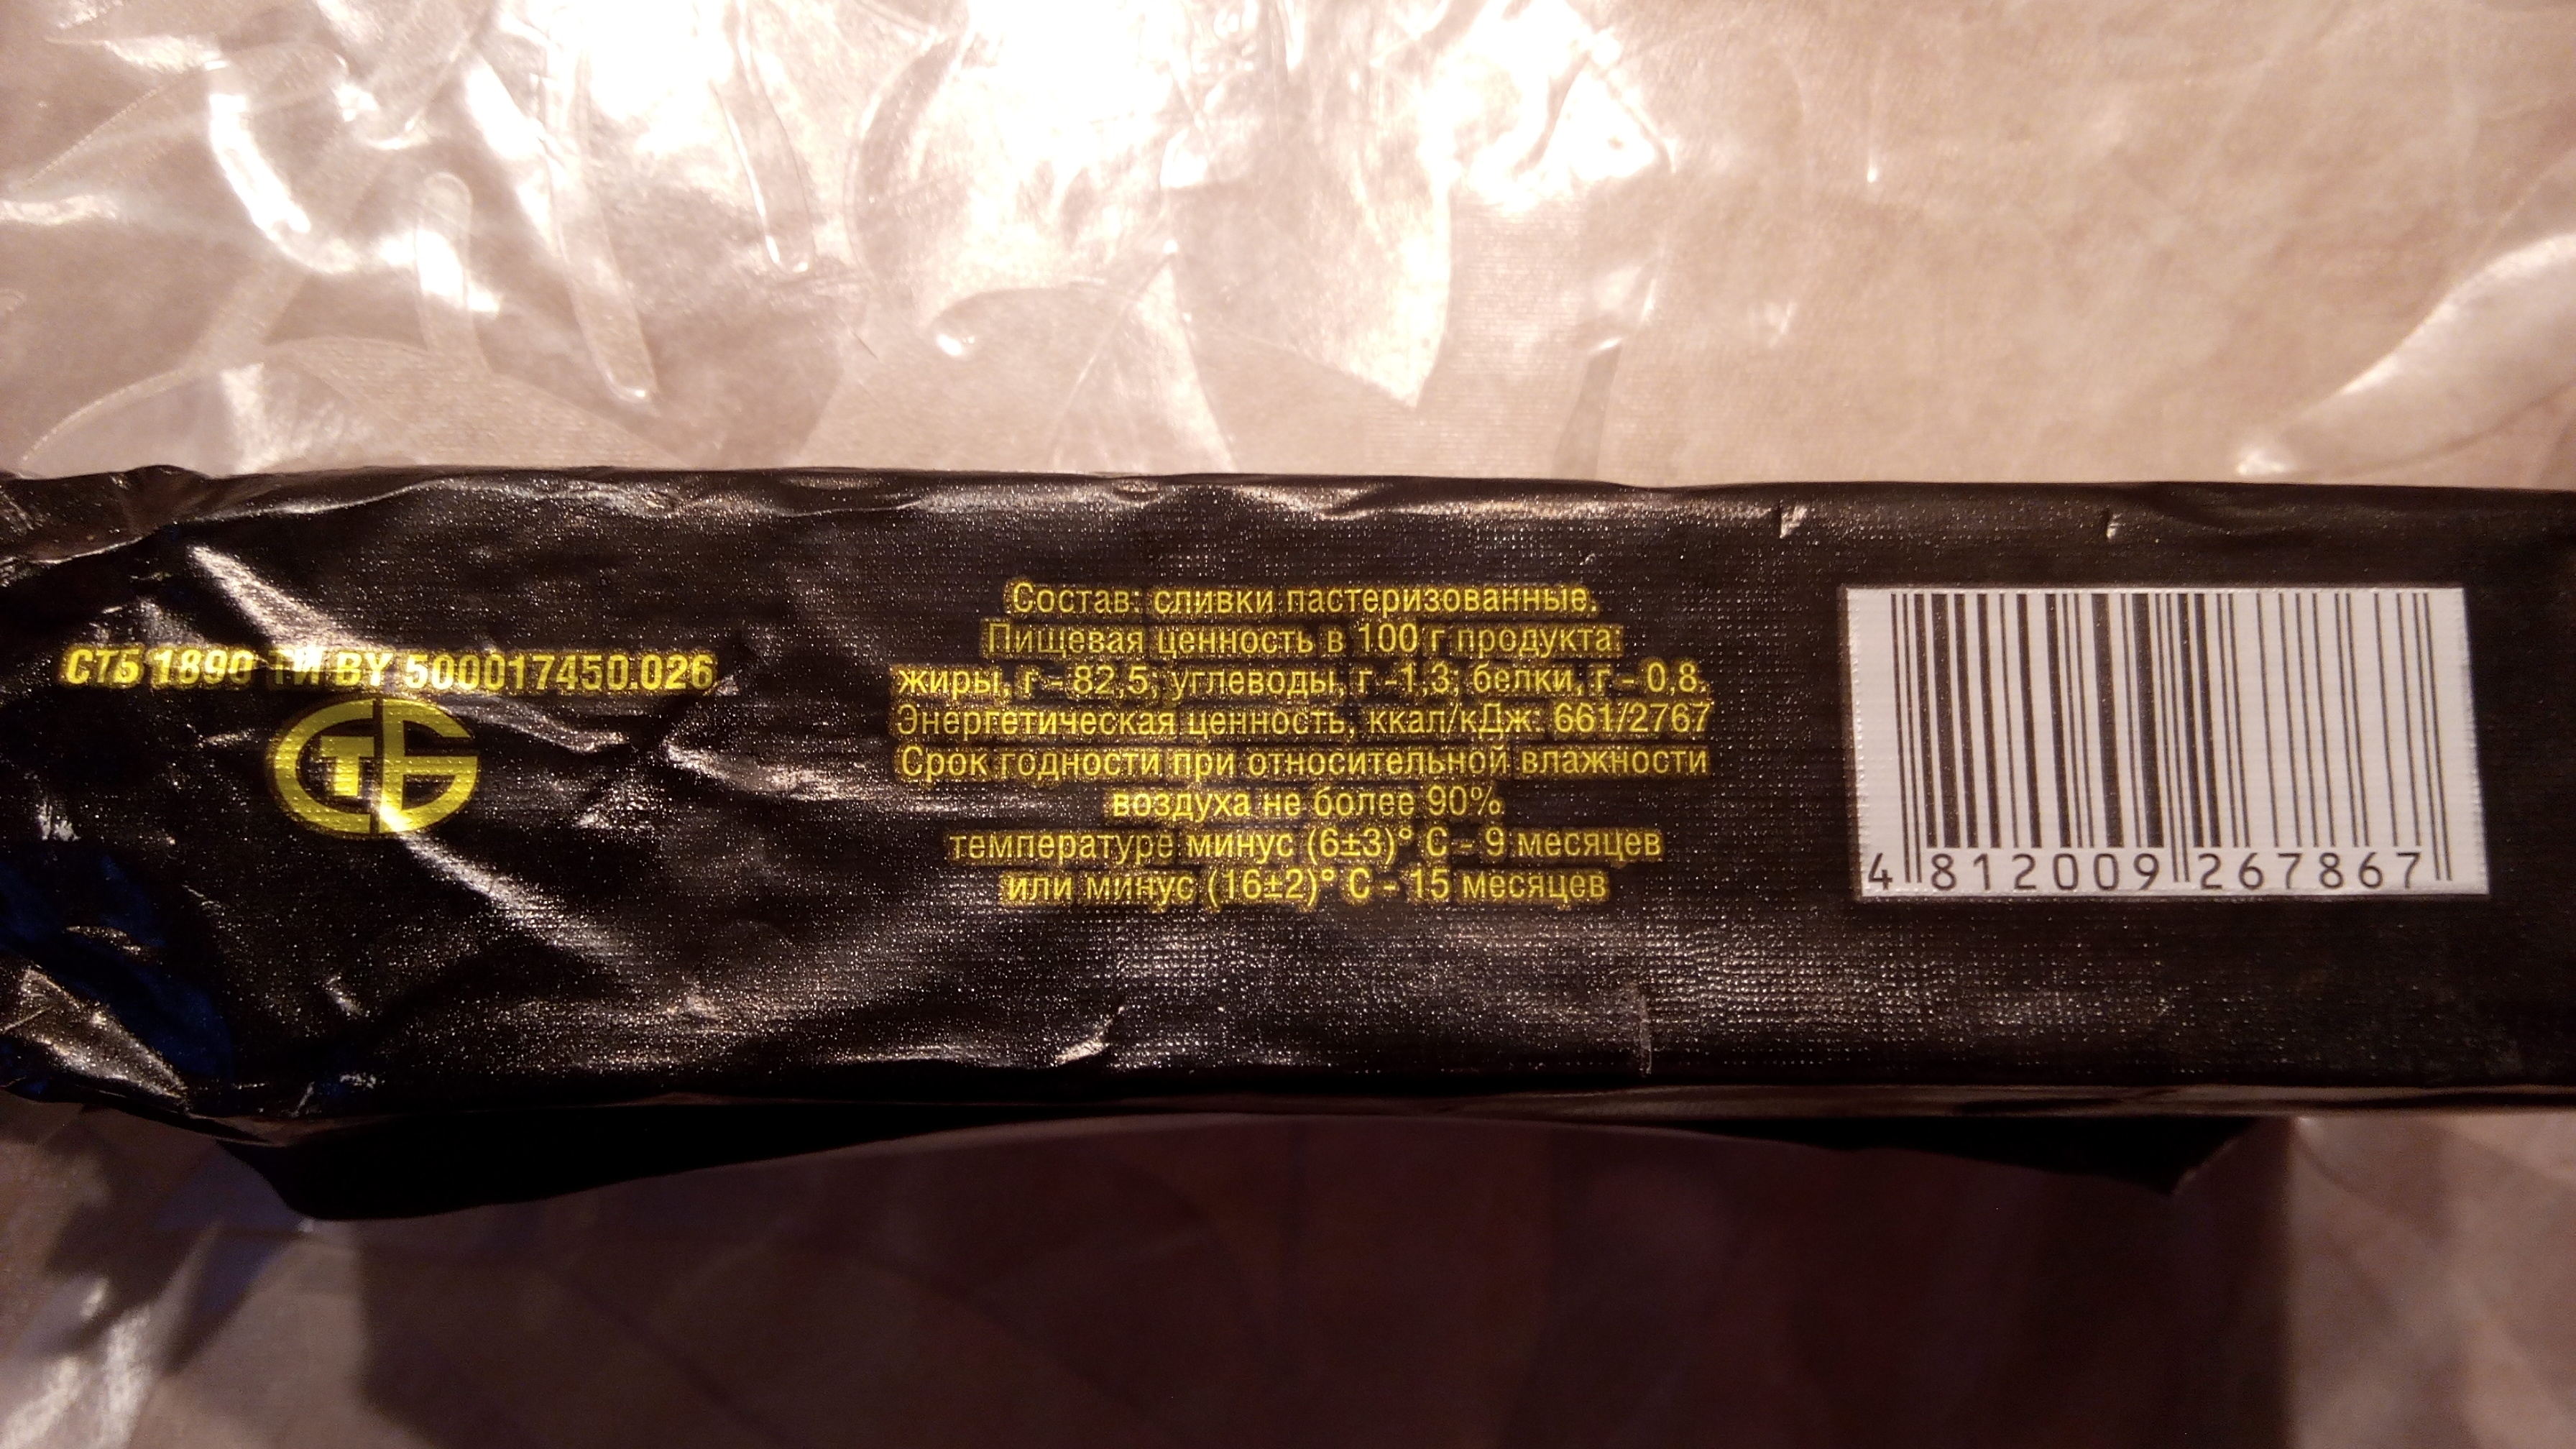 СТБ 1890 ТИ BY 500017450.026
СТБ
Состав: сливки пастеризованные.
Пищевая ценность в 100 г продукта:
жиры, г - 82,5; углеводы, г -1,3; белки, г - 0,8.
Энергетическая ценность, ккал/кДж: 661/2767
Срок годности при относительной влажности
воздуха не более 90%
температуре минус (6±3)° С - 9 месяцев
или минус (16±2)° С - 15 месяцев
4 812009 267867